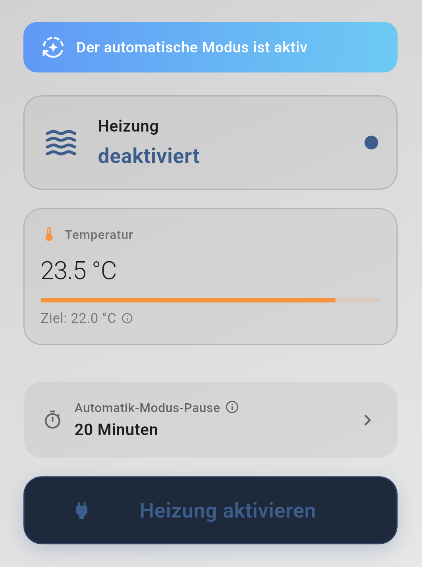 Der automatische Modus ist aktiv
Heizung
deaktiviert
Temperatur
23.5 °C
Ziel: 22.0 °C
Automatik-Modus-Pause
20 Minuten
Heizung aktivieren